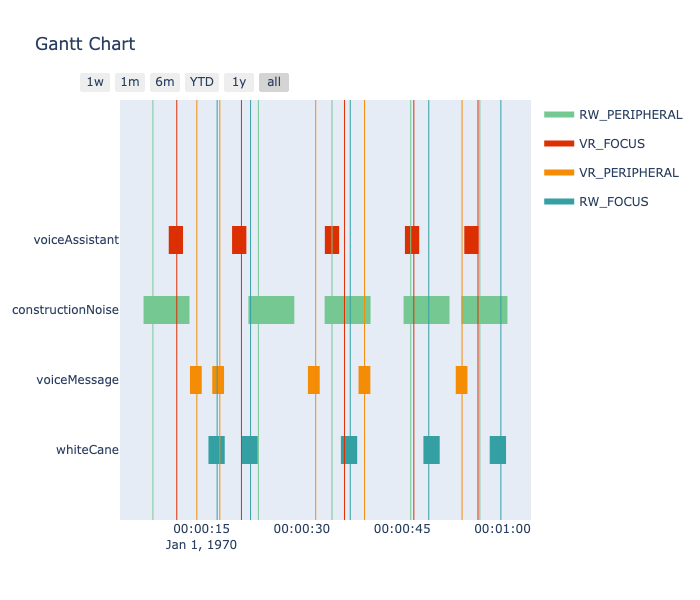 Gantt Chart
1w 1m 6m YTD 1y all
RW_PERIPHERAL
VR_FOCUS
VR_PERIPHERAL
RW_FOCUS
voiceAssistant
constructionNoise
voiceMessage
whiteCane
00:00:15 00:00:30 00:00:45 00:01:00
Jan 1, 1970